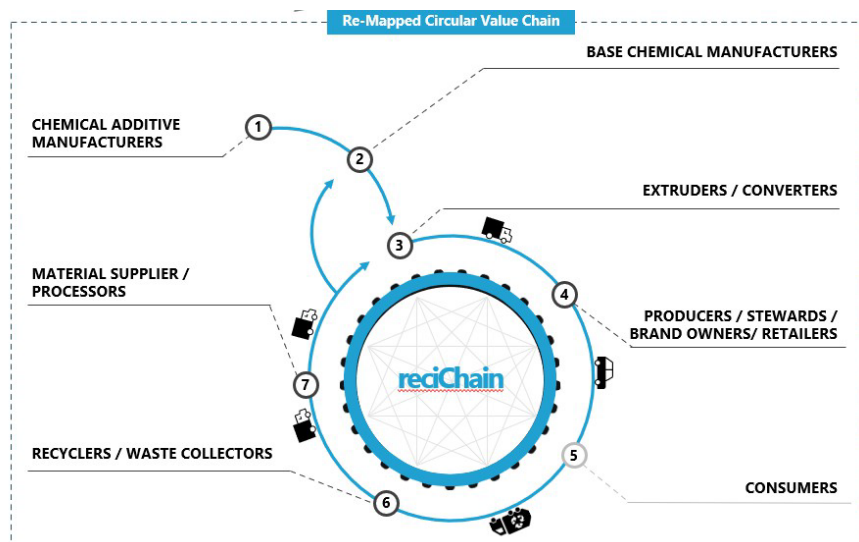 Re-Mapped Circular Value Chain
BASE CHEMICAL MANUFACTURERS
CHEMICAL ADDITIVE
MANUFACTURERS
1
2
EXTRUDERS / CONVERTERS
3
MATERIAL SUPPLIER /
PROCESSORS
4
PRODUCERS / STEWARDS /
BRAND OWNERS/ RETAILERS
reciChain
7
RECYCLERS / WASTE COLLECTORS
5
CONSUMERS
6